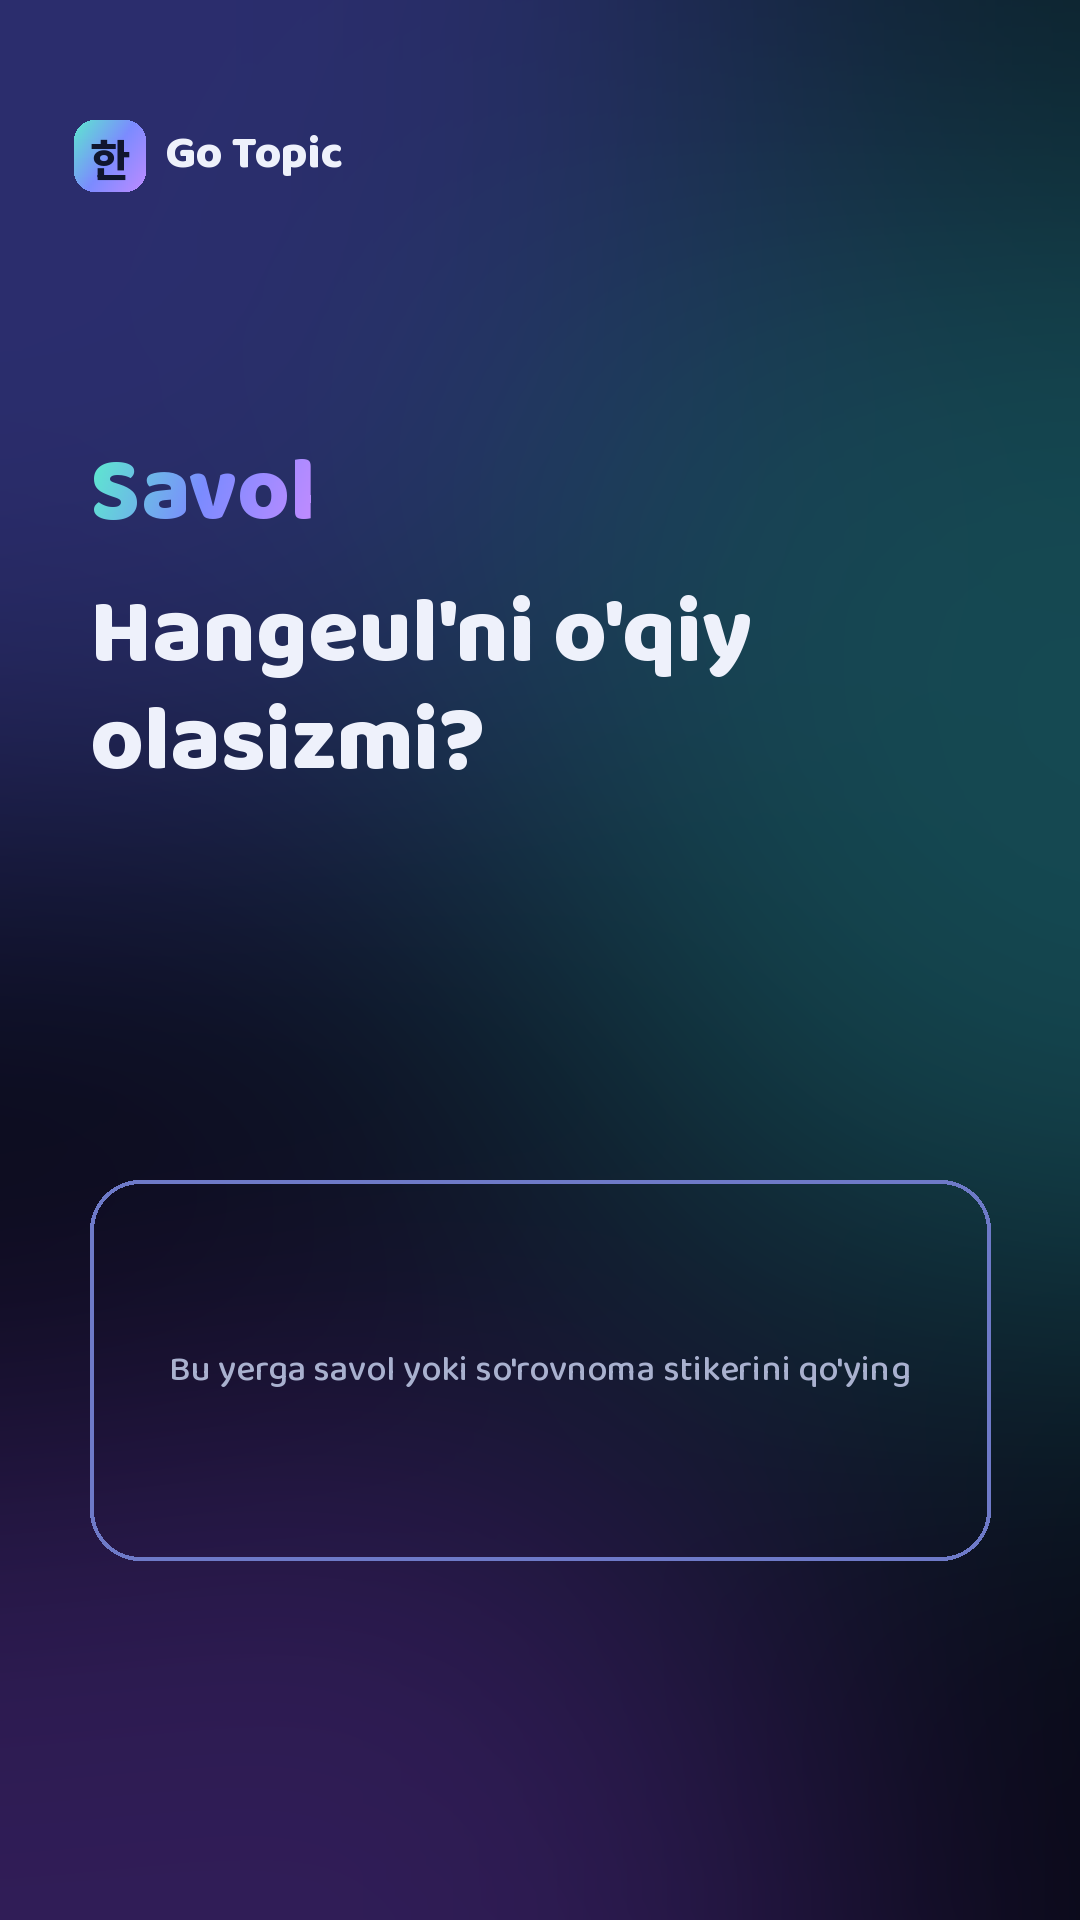 한 Go Topic
Savol
Hangeul'ni o'qiy
olasizmi?
Bu yerga savol yoki so'rovnoma stikerini qo'ying